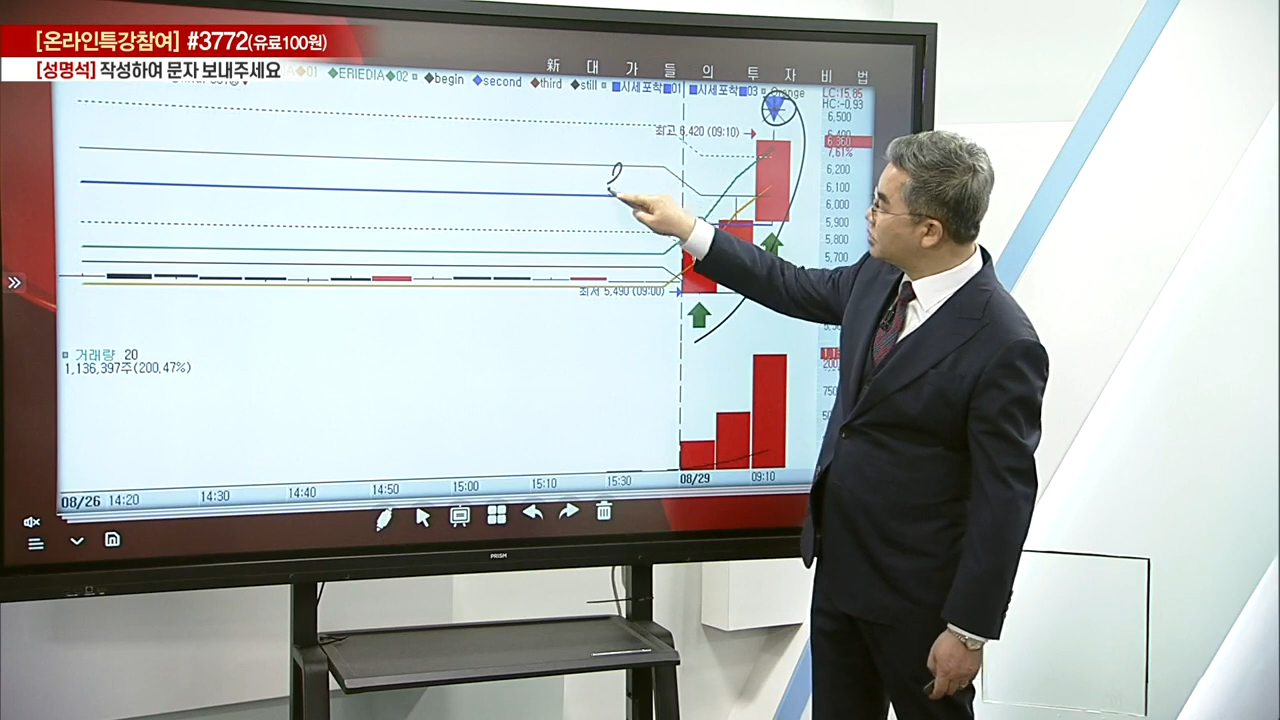 [온라인특강참여] #3772(유료100원)
[성명석] 작성하여 문자 보내주세요
新 대 가 들 의 투 자 비 법
01 ◆ERIEDIA◆02 ◆begin ◆second ◆third ◆still 시세포착■01 시세포착■03 Orange
LC:15.85
HC:-0.93
6,500
최고 6,420 (09:10)
6,400
6,360
7.61%
6,200
6,100
6,000
5,900
5,800
5,700
최저 5,490 (09:00)
거래량 20
1,136,397주(200.47%)
08/26 14:20 14:30 14:40 14:50 15:00 15:10 15:30 08/29 09:10
PRISM